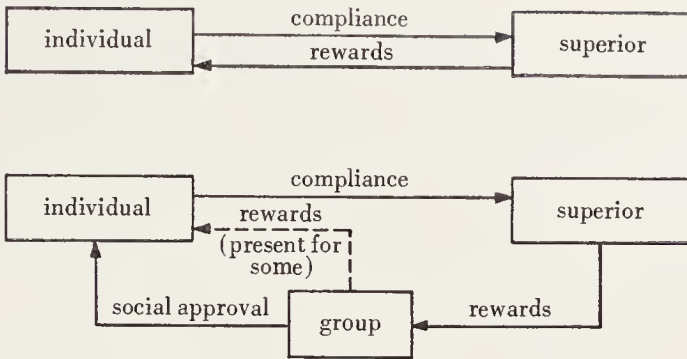 compliance
individual
superior
rewards
compliance
individual
rewards
superior
(present for
some)
social approval
group
rewards